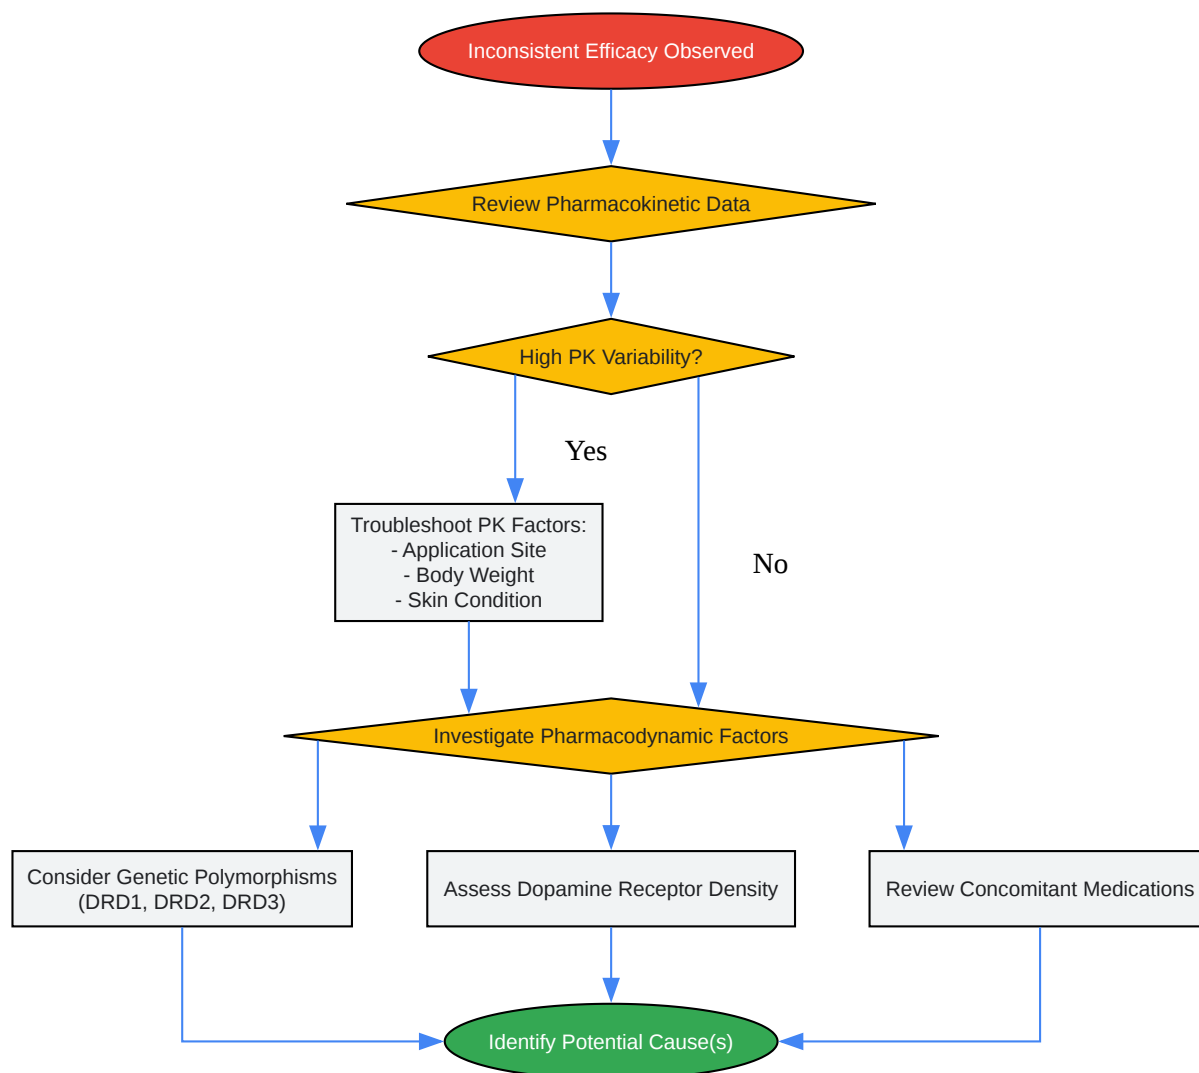 Inconsistent Efficacy Observed
Review Pharmacokinetic Data
High PK Variability?
Yes
Troubleshoot PK Factors:
- Application Site
- Body Weight
- Skin Condition
No
Investigate Pharmacodynamic Factors
Consider Genetic Polymorphisms
(DRD1, DRD2, DRD3)
Assess Dopamine Receptor Density
Review Concomitant Medications
Identify Potential Cause(s)